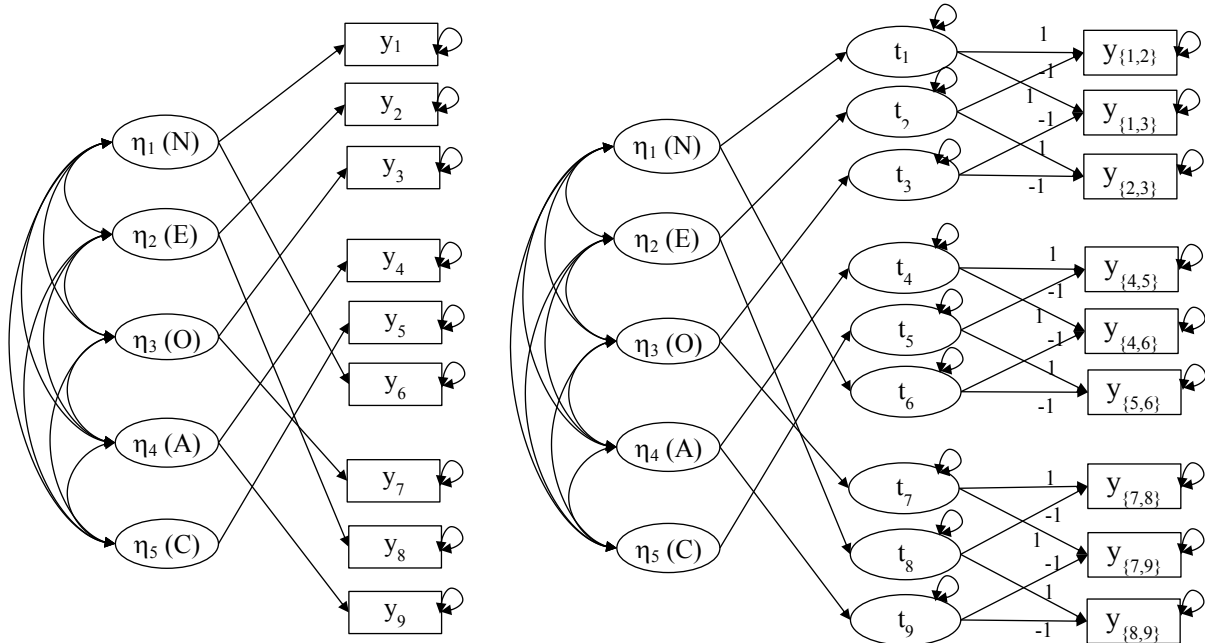 η₁ (N)
η₂ (E)
η₃ (O)
η₄ (A)
η₅ (C)
y₁
y₂
y₃
y₄
y₅
y₆
y₇
y₈
y₉
η₁ (N)
η₂ (E)
η₃ (O)
η₄ (A)
η₅ (C)
t₁
t₂
t₃
t₄
t₅
t₆
t₇
t₈
t₉
1
-1
1
-1
1
-1
1
-1
1
-1
1
-1
1
-1
1
-1
1
-1
y{1,2}
y{1,3}
y{2,3}
y{4,5}
y{4,6}
y{5,6}
y{7,8}
y{7,9}
y{8,9}